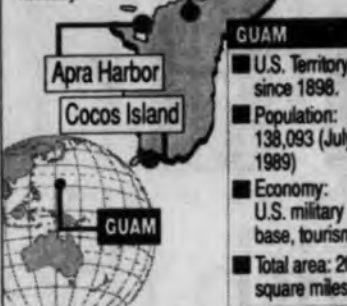 Apra Harbor
Cocos Island
GUAM
GUAM
U.S. Territory
since 1898.
Population:
138,093 (July
1989)
Economy:
U.S. military
base, tourism
Total area:
square miles